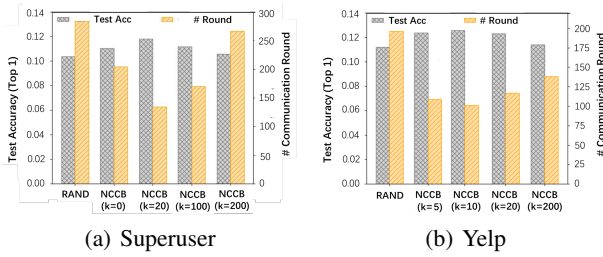 Test Acc # Round
0.14
0.12
0.10
0.08
0.06
0.04
0.02
0.00
Test Accuracy (Top 1)
300
250
200
150
100
50
0
# Communication Round
RAND NCCB NCCB NCCB NCCB
(k=0) (k=20) (k=100) (k=200)
(a) Superuser
Test Acc # Round
0.14
0.12
0.10
0.08
0.06
0.04
0.02
0.00
Test Accuracy (Top 1)
200
175
150
125
100
75
50
25
0
# Communication Round
RAND NCCB NCCB NCCB NCCB
(k=5) (k=10) (k=20) (k=200)
(b) Yelp